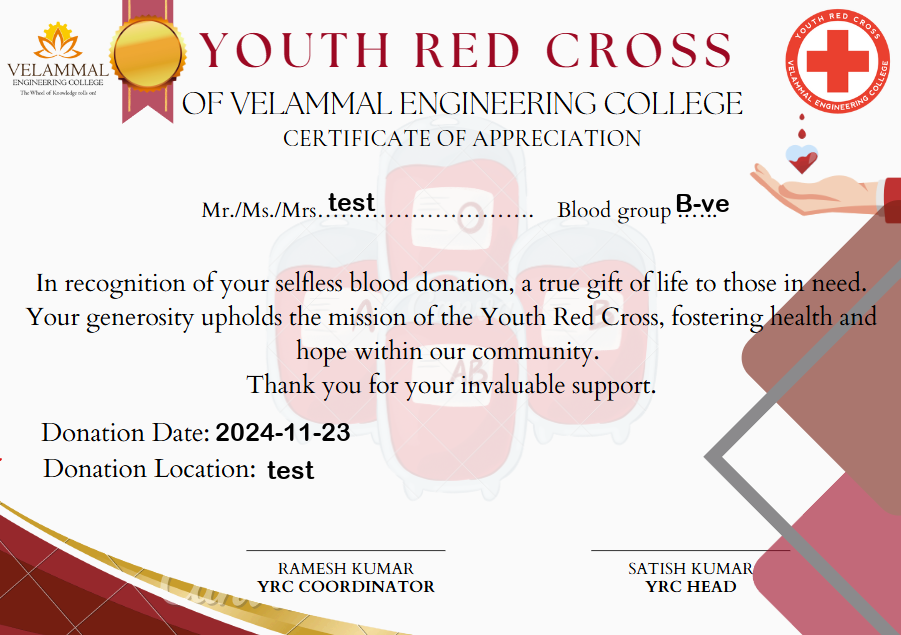 VELAMMAL
ENGINEERING COLLEGE
The Wheel of Knowledge rolls on!
YOUTH RED CROSS
OF VELAMMAL ENGINEERING COLLEGE
CERTIFICATE OF APPRECIATION
YOUTH RED CROSS
VELAMMAL ENGINEERING COLLEGE
Mr./Ms./Mrs. test Blood group B-ve
O
A
B
AB
In recognition of your selfless blood donation, a true gift of life to those in need.
Your generosity upholds the mission of the Youth Red Cross, fostering health and
hope within our community.
Thank you for your invaluable support.
Donation Date: 2024-11-23
Donation Location: test
RAMESH KUMAR SATISH KUMAR
YRC COORDINATOR YRC HEAD